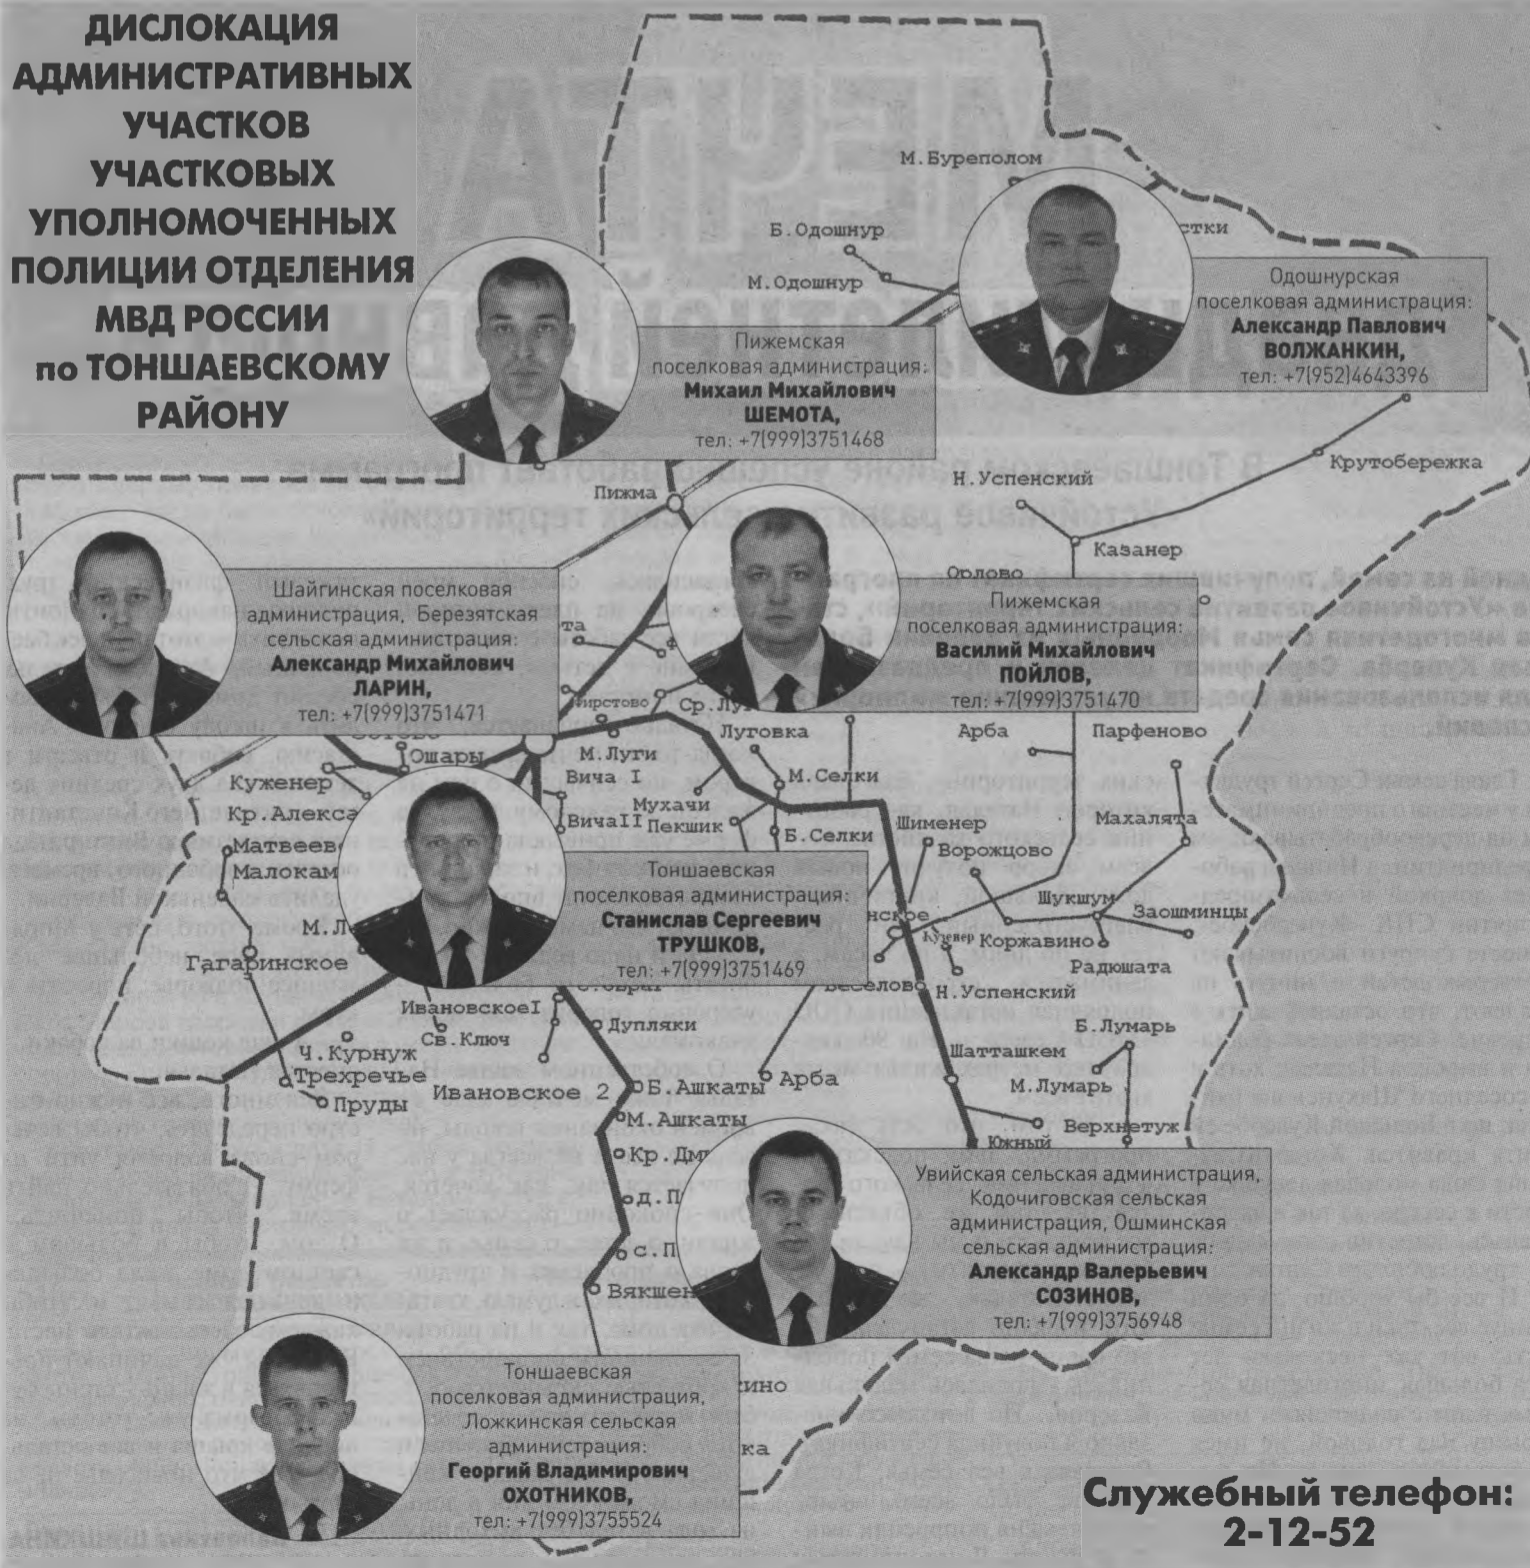 ДИСЛОКАЦИЯ
АДМИНИСТРАТИВНЫХ
УЧАСТКОВ
УЧАСТКОВЫХ
УПОЛНОМОЧЕННЫХ
ПОЛИЦИИ ОТДЕЛЕНИЯ
МВД РОССИИ
по ТОНШАЕВСКОМУ
РАЙОНУ
М.Буреполом
Б.Одошнур
стки
М.Одошнур
Одошнурская
поселковая администрация:
Александр Павлович
ВОЛЖАНКИН,
тел: +7(952)4643396
Пижемская
поселковая администрация:
Михаил Михайлович
ШЕМОТА,
тел: +7(999)3751468
Крутобережка
Н.Успенский
Пижма
Казанер
Орлово
Шайгинская поселковая
администрация, Березятская
сельская администрация:
Александр Михайлович
ЛАРИН,
тел: +7(999)3751471
Пижемская
поселковая администрация:
Василий Михайлович
ПОЙЛОВ,
тел: +7(999)3751470
та
Ср.Лу
Арба
Парфеново
Луговка
М.Луги
Ошары
Куженер
Вича I
М.Селки
Мухачи
Кр.Алекса
ВичаII
Пекшик
Б.Селки
Шименер
Махалята
Матвеев
Ворожцово
Малокам
Тоншаевская
поселковая администрация:
Станислав Сергеевич
ТРУШКОВ,
тел: +7(999)3751469
Шукшум
Заошминцы
нское
Куженер
Коржавино
М.Л
Гагаринское
Радюшата
Веселово
Н.Успенский
Ивановское1
Дупляки
Св.Ключ
Б.Лумарь
Ч.Курнуж
Шатташкем
Трехречье
Ивановское 2
Б.Ашкаты
Арба
М.Лумарь
Пруды
М.Ашкаты
Верхнетуж
Южный
Кр.Дм
д.П
с.П
Вякшен
Увийская сельская администрация,
Кодочиговская сельская
администрация, Ошминская
сельская администрация:
Александр Валерьевич
СОЗИНОВ,
тел: +7(999)3756948
Тоншаевская
поселковая администрация,
Ложкинская сельская
администрация:
Георгий Владимирович
ОХОТНИКОВ,
тел: +7(999)3755524
кино
ка
Служебный телефон:
2-12-52